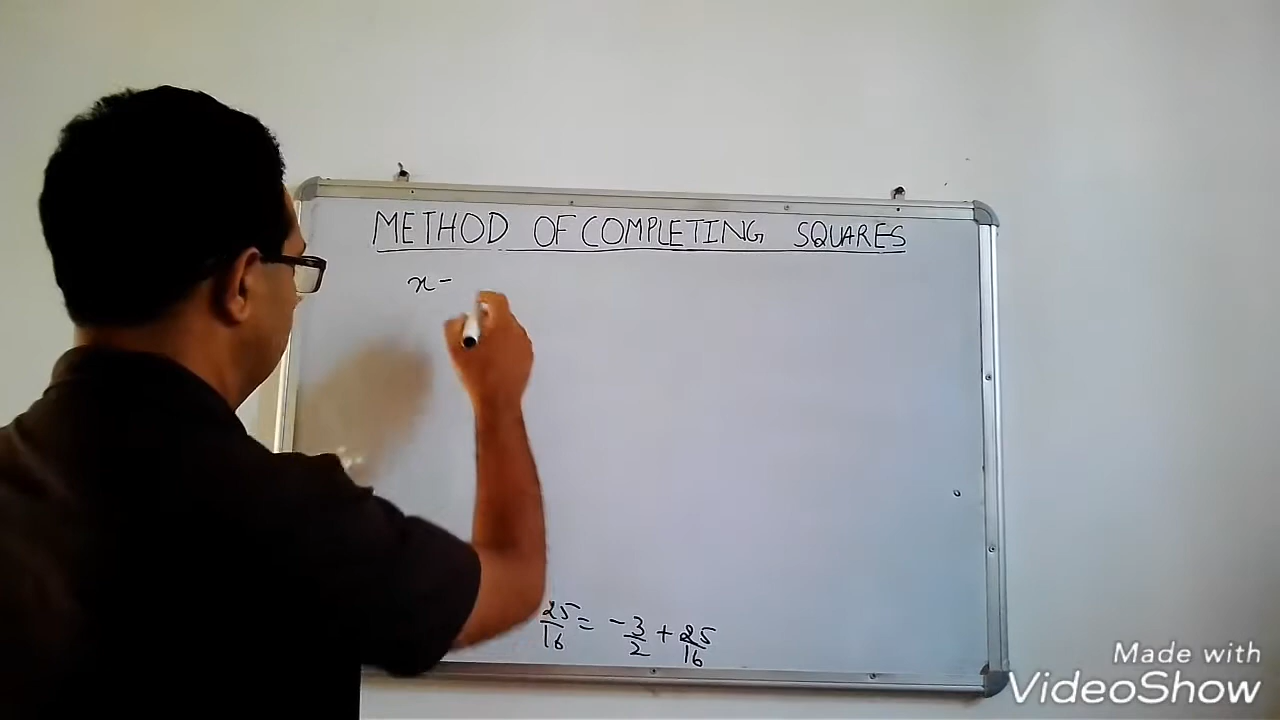 METHOD OF COMPLETING SQUARES
x -
25/16 = - 3/2 + 25/16
Made with
VideoShow